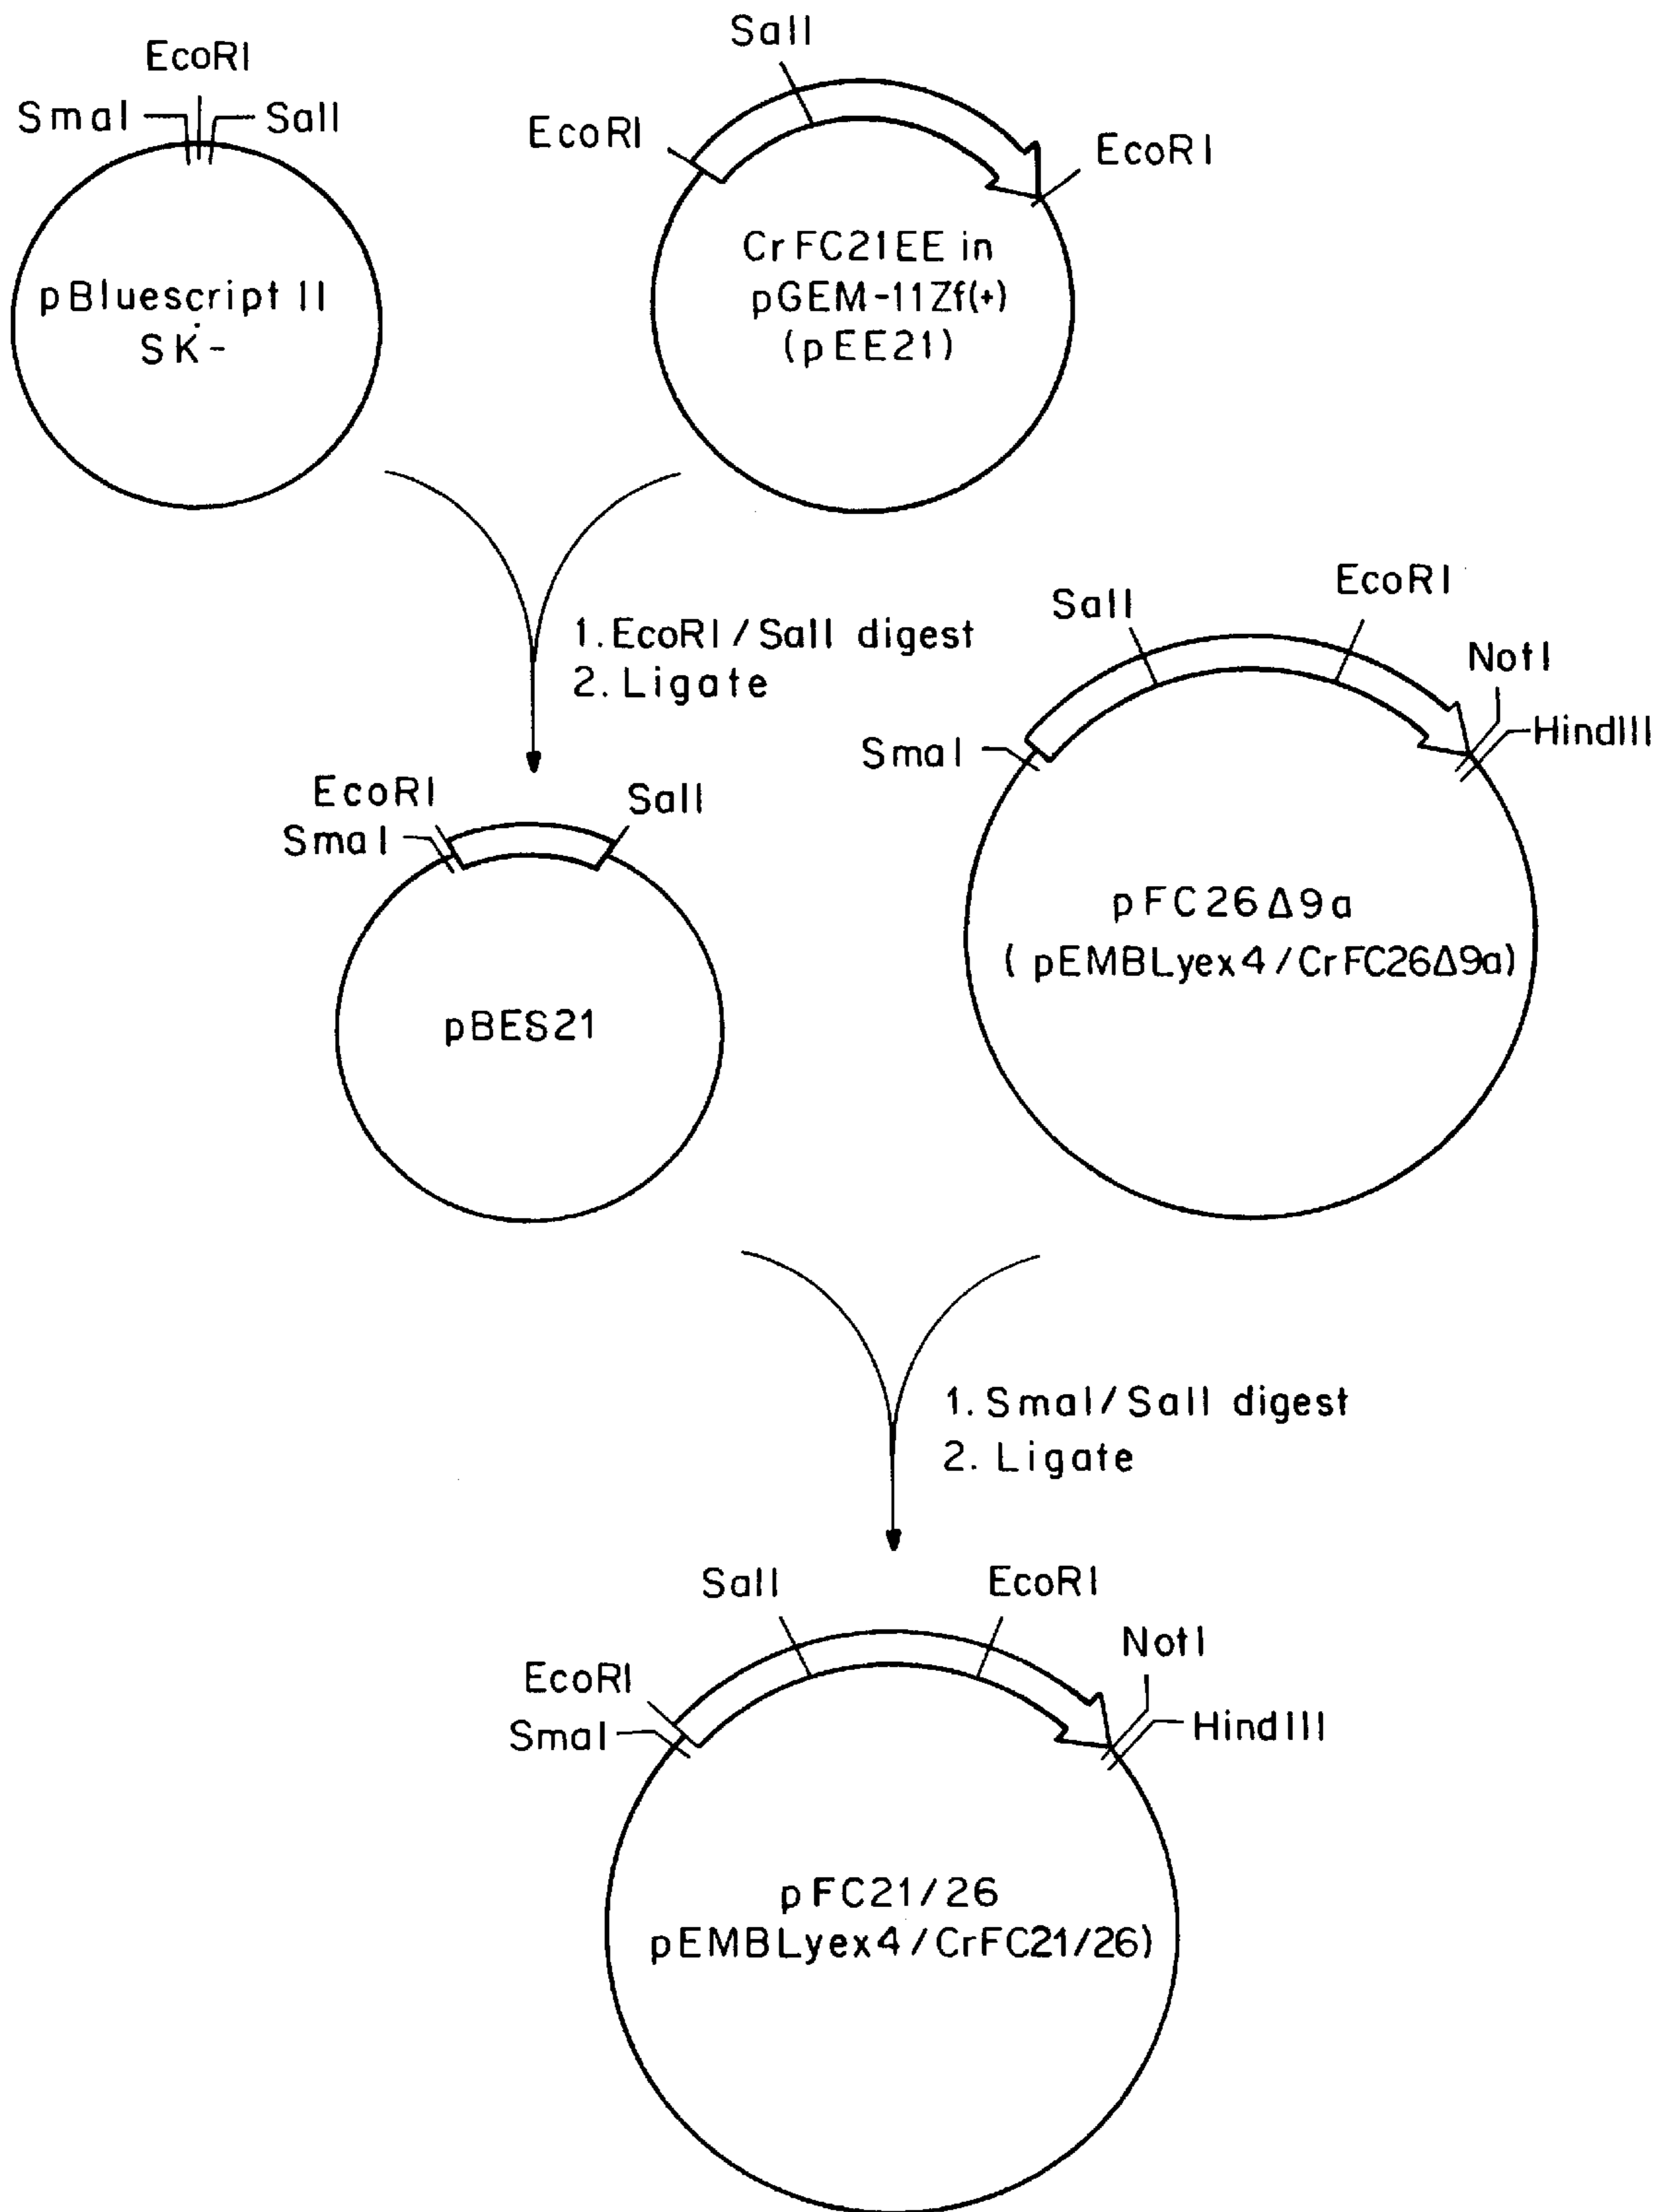 EcoRI
SmaI
SalI
pBluescript II
SK-
SalI
EcoRI
EcoRI
CrFC21EE in
pGEM-11Zf(+)
(pEE21)
1. EcoRI/SalI digest
2. Ligate
EcoRI
SmaI
SalI
pBES21
SalI
EcoRI
NotI
HindIII
SmaI
pFC26Δ9a
(pEMBLyex4/CrFC26Δ9a)
1. SmaI/SalI digest
2. Ligate
SalI
EcoRI
NotI
EcoRI
SmaI
HindIII
pFC21/26
pEMBLyex4/CrFC21/26)